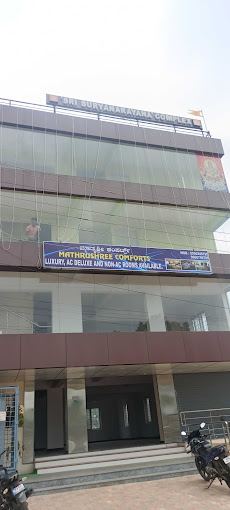 SRI SURYANARAYANA COMPLEX
ಮಾತೃಶ್ರೀ ಕಂಫರ್ಟ್ಸ್
MATHRUSHREE COMFORTS
LUXURY, AC DELUXE AND NON-AC ROOMS AVAILABLE.